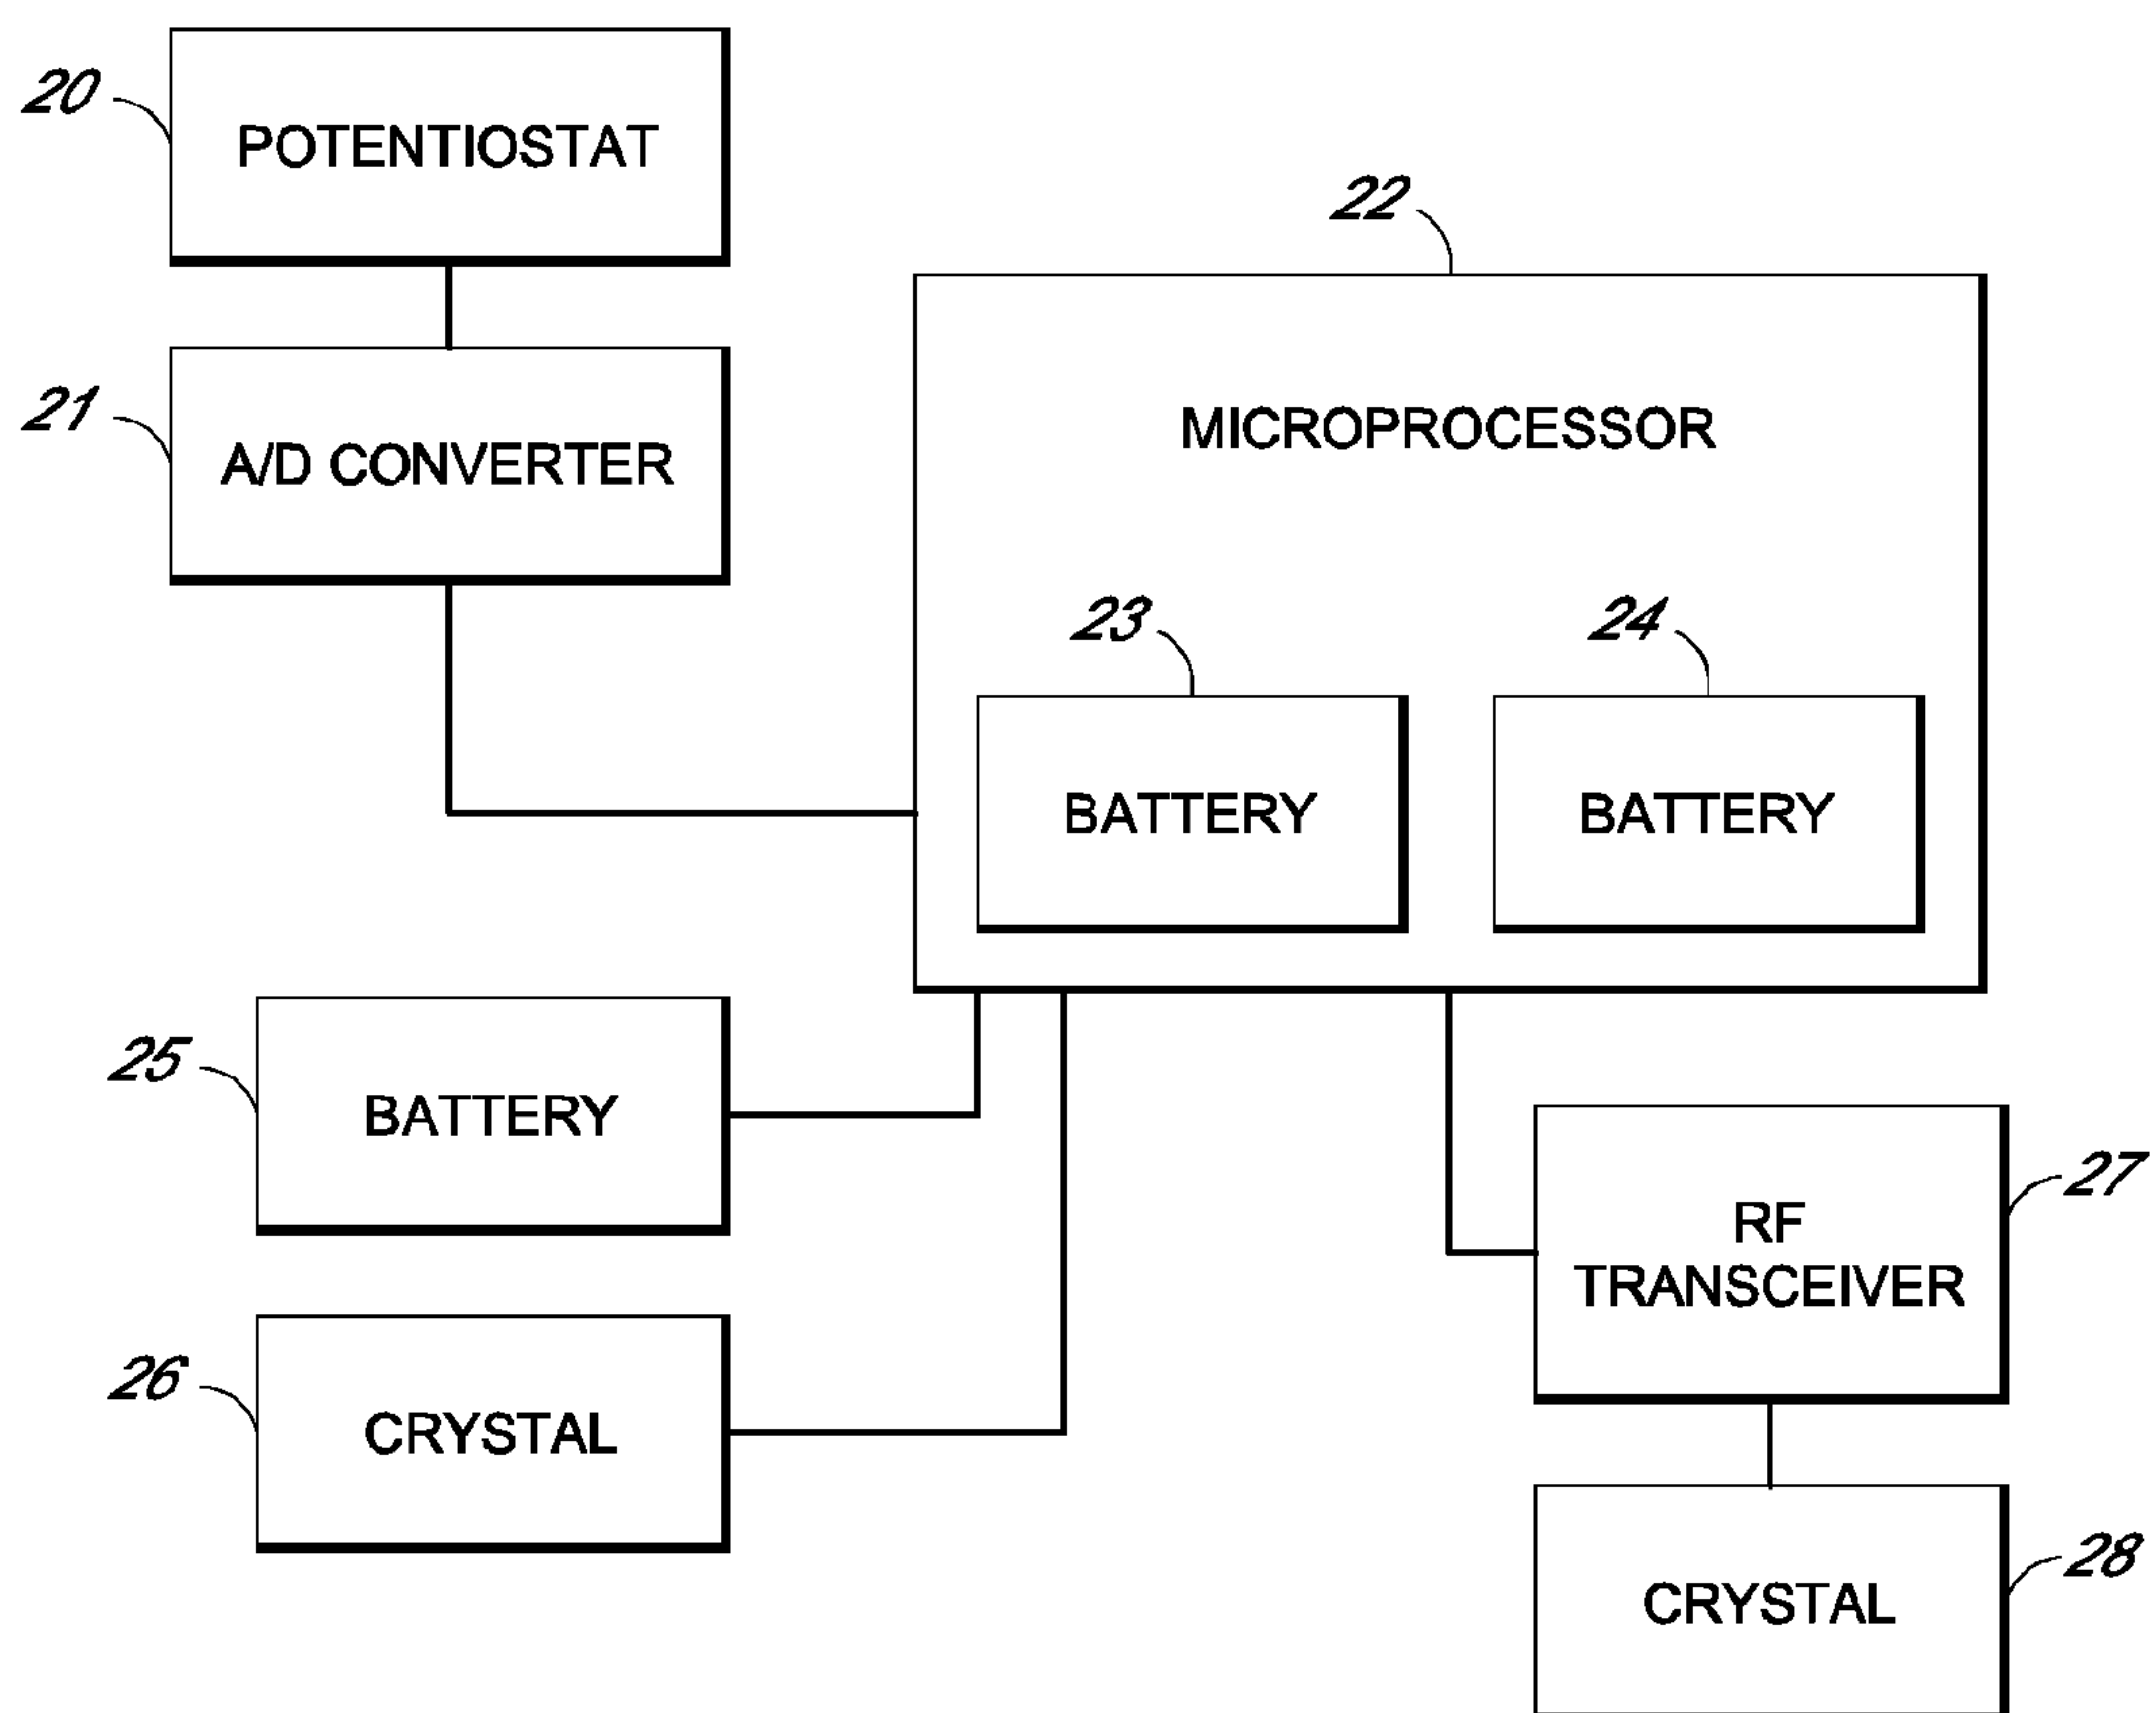 20
POTENTIOSTAT
22
21
A/D CONVERTER
MICROPROCESSOR
23
24
BATTERY
BATTERY
25
BATTERY
27
RF
TRANSCEIVER
26
CRYSTAL
28
CRYSTAL